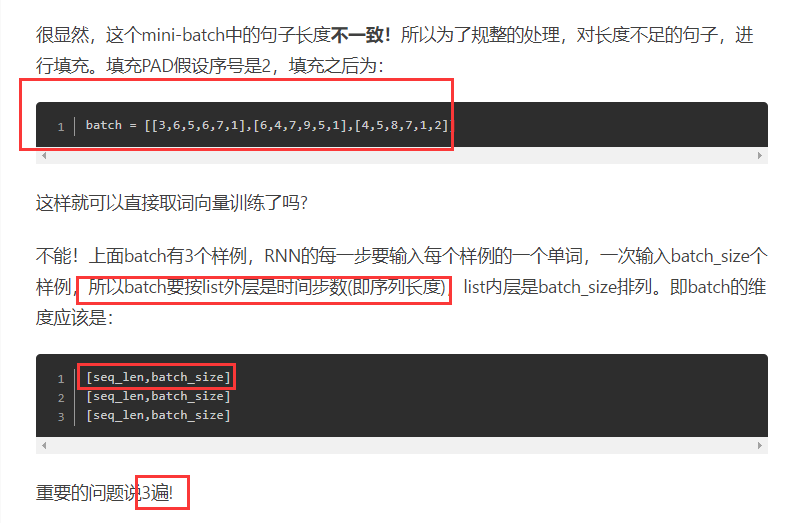 很显然，这个mini-batch中的句子长度不一致！所以为了规整的处理，对长度不足的句子，进
行填充。填充PAD假设序号是2，填充之后为：
1 batch = [[3,6,5,6,7,1],[6,4,7,9,5,1],[4,5,8,7,1,2]]
这样就可以直接取词向量训练了吗?
不能！上面batch有3个样例，RNN的每一步要输入每个样例的一个单词，一次输入batch_size个
样例，所以batch要按list外层是时间步数(即序列长度)，list内层是batch_size排列。即batch的维
度应该是：
1 [seq_len,batch_size]
2 [seq_len,batch_size]
3 [seq_len,batch_size]
重要的问题说3遍!